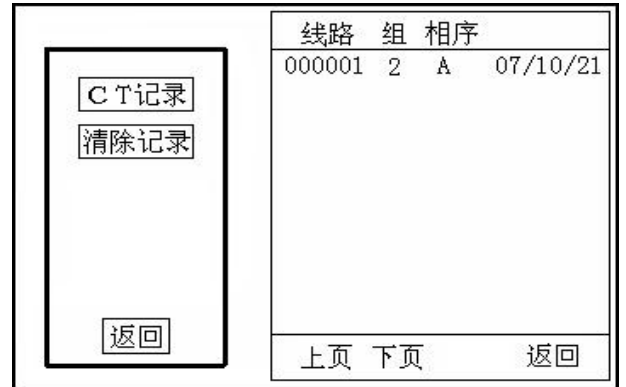 CT记录
清除记录
返回
线路 组 相序
000001 2 A 07/10/21
上页 下页 返回